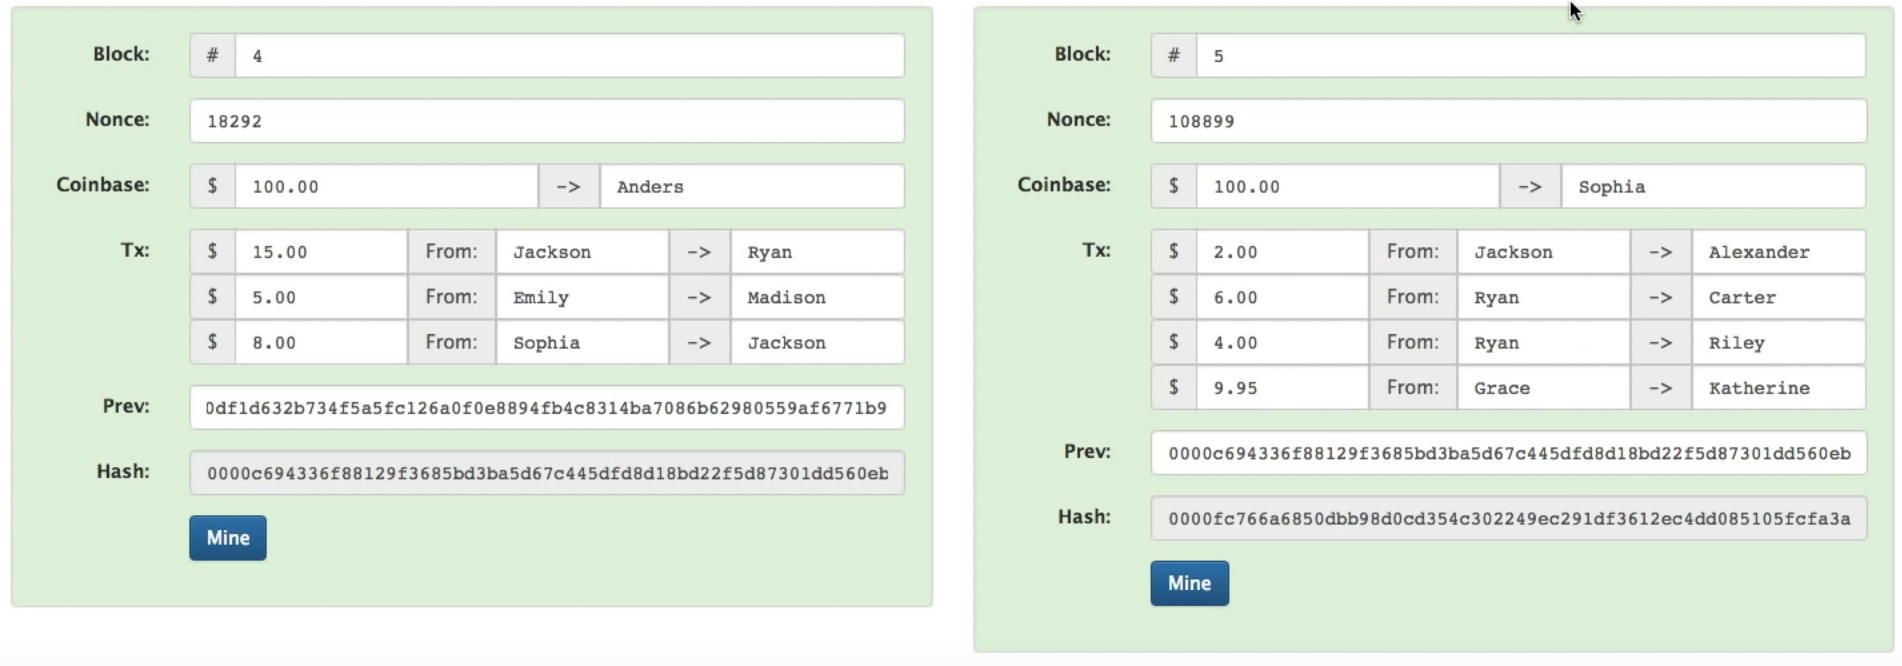 Block: # 4
Nonce: 18292
Coinbase: $ 100.00 -> Anders
Tx: $ 15.00 From: Jackson -> Ryan
$ 5.00 From: Emily -> Madison
$ 8.00 From: Sophia -> Jackson
Prev: 0df1d632b734f5a5fc126a0f0e8894fb4c8314ba7086b62980559af6771b9
Hash: 0000c694336f88129f3685bd3ba5d67c445dfd8d18bd22f5d87301dd560eb
Mine
Block: # 5
Nonce: 108899
Coinbase: $ 100.00 -> Sophia
Tx: $ 2.00 From: Jackson -> Alexander
$ 6.00 From: Ryan -> Carter
$ 4.00 From: Ryan -> Riley
$ 9.95 From: Grace -> Katherine
Prev: 0000c694336f88129f3685bd3ba5d67c445dfd8d18bd22f5d87301dd560eb
Hash: 0000fc766a6850dbb98d0cd354c302249ec291df3612ec4dd085105fcfa3a
Mine